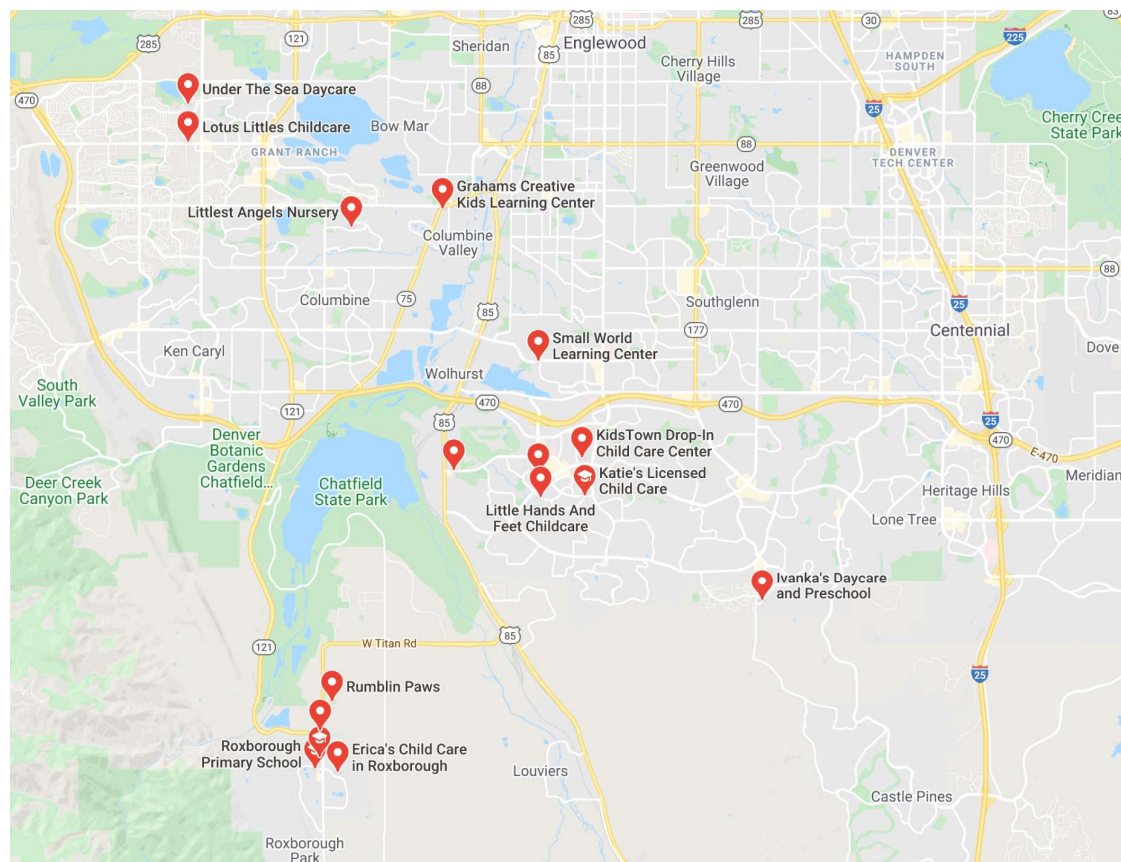 285
121
285
85
285
285
30
83
225
470
Sheridan
Englewood
Cherry Hills
Village
HAMPDEN
SOUTH
88
25
Under The Sea Daycare
Lotus Littles Childcare
Bow Mar
GRANT RANCH
88
88
DENVER
TECH CENTER
Cherry Cree
State Park
Greenwood
Village
Grahams Creative
Kids Learning Center
Littlest Angels Nursery
Columbine
Valley
88
Columbine
75
85
Southglenn
25
177
Centennial
Small World
Learning Center
Dove
Ken Caryl
Wolhurst
South
Valley Park
121
470
470
25
470
E-470
85
Denver
Botanic
Gardens
Chatfield...
KidsTown Drop-In
Child Care Center
Katie's Licensed
Child Care
Meridian
Deer Creek
Canyon Park
Chatfield
State Park
Little Hands And
Feet Childcare
Heritage Hills
Lone Tree
Ivanka's Daycare
and Preschool
121
W Titan Rd
85
25
Rumblin Paws
Roxborough
Primary School
Erica's Child Care
in Roxborough
Louviers
Castle Pines
Roxborough
Park